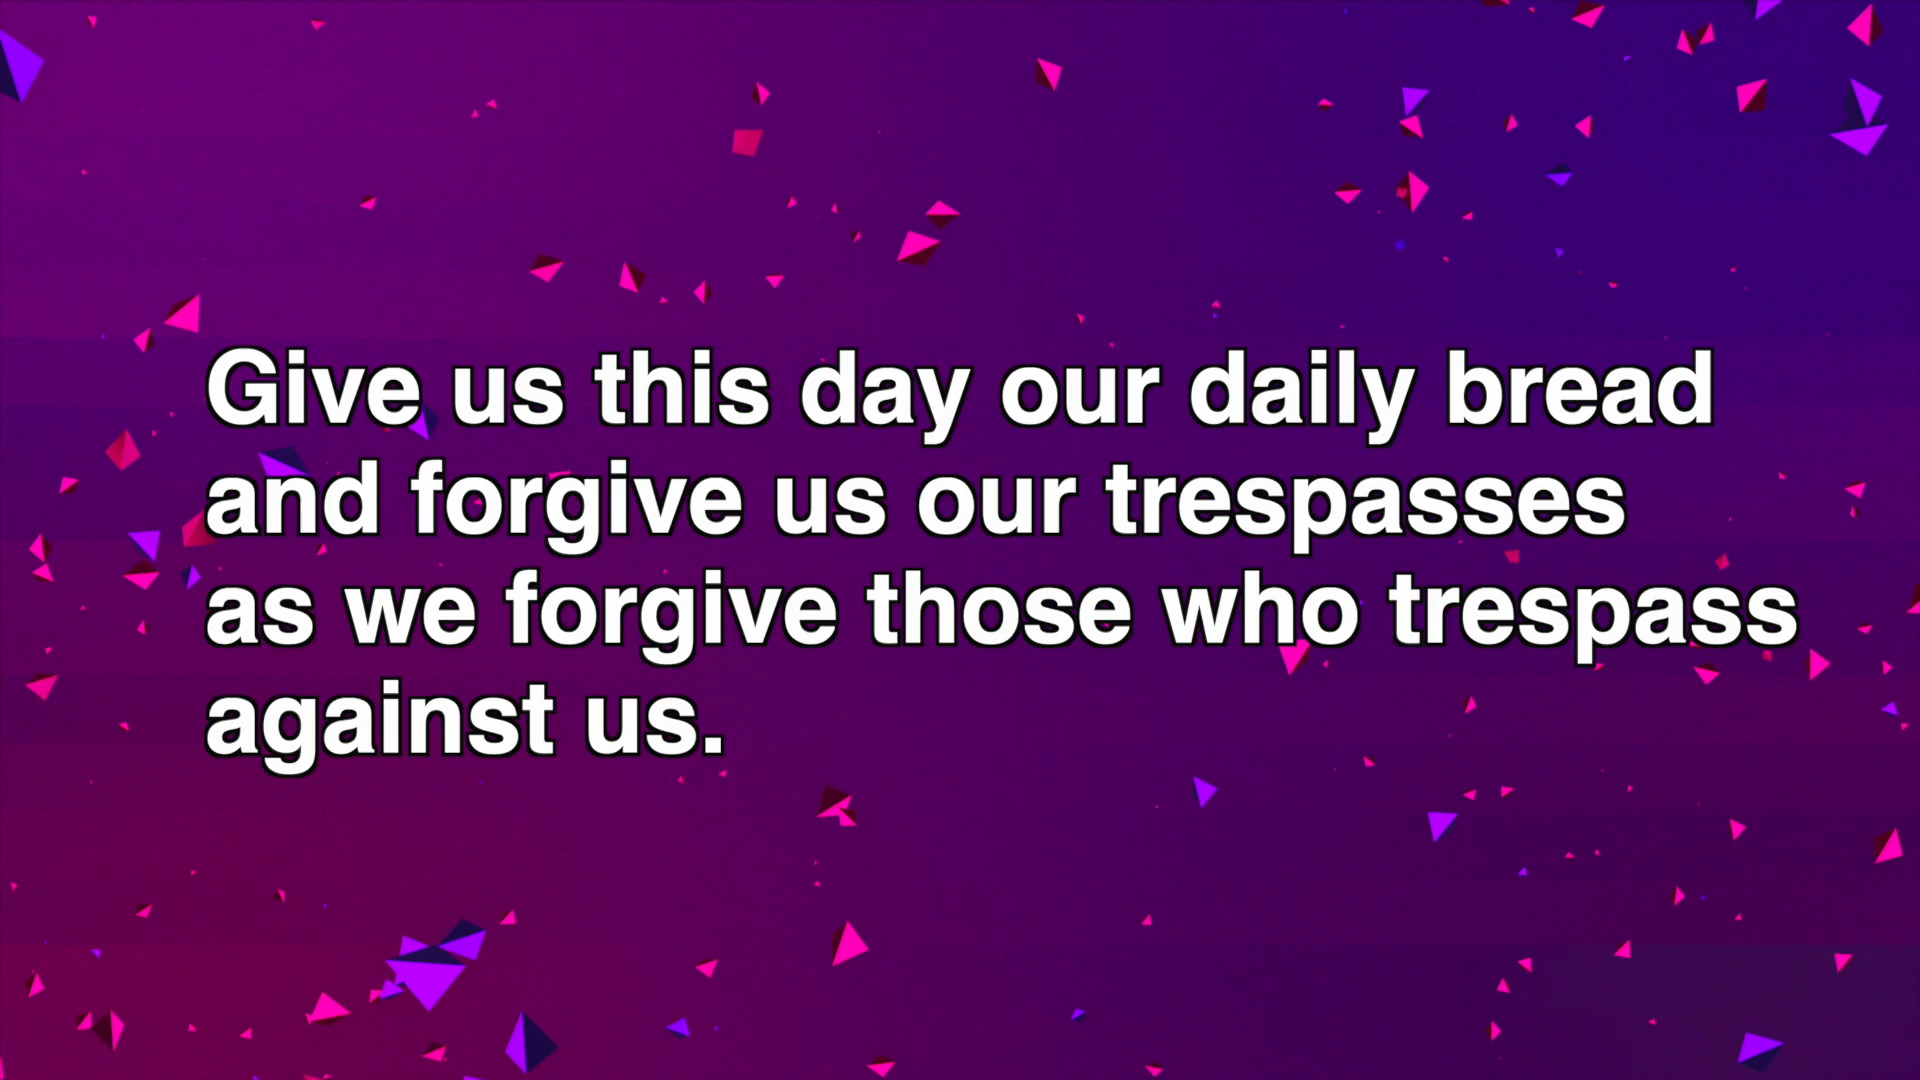 Give us this day our daily bread
and forgive us our trespasses
as we forgive those who trespass
against us.